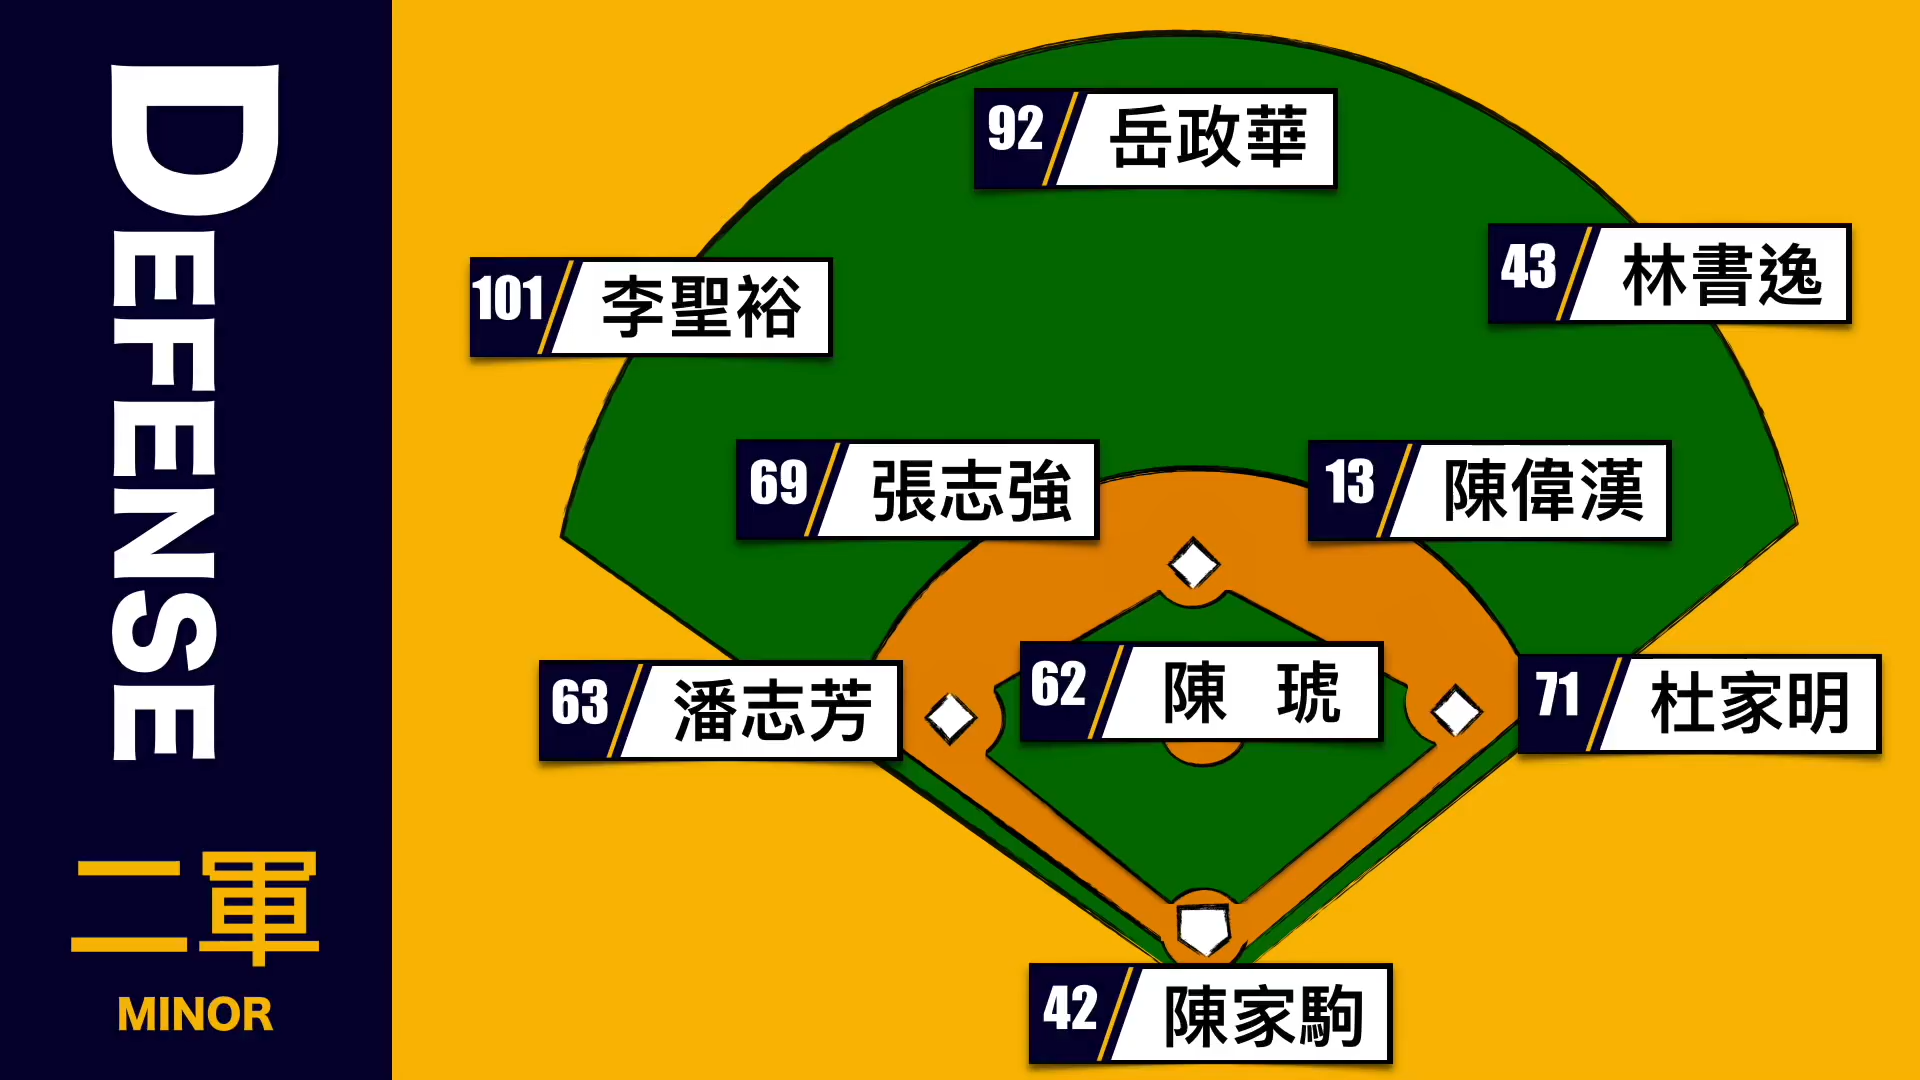 DEFENSE
二軍
MINOR
92 岳政華
43 林書逸
101 李聖裕
69 張志強
13 陳偉漢
62 陳 琥
71 杜家明
63 潘志芳
42 陳家駒